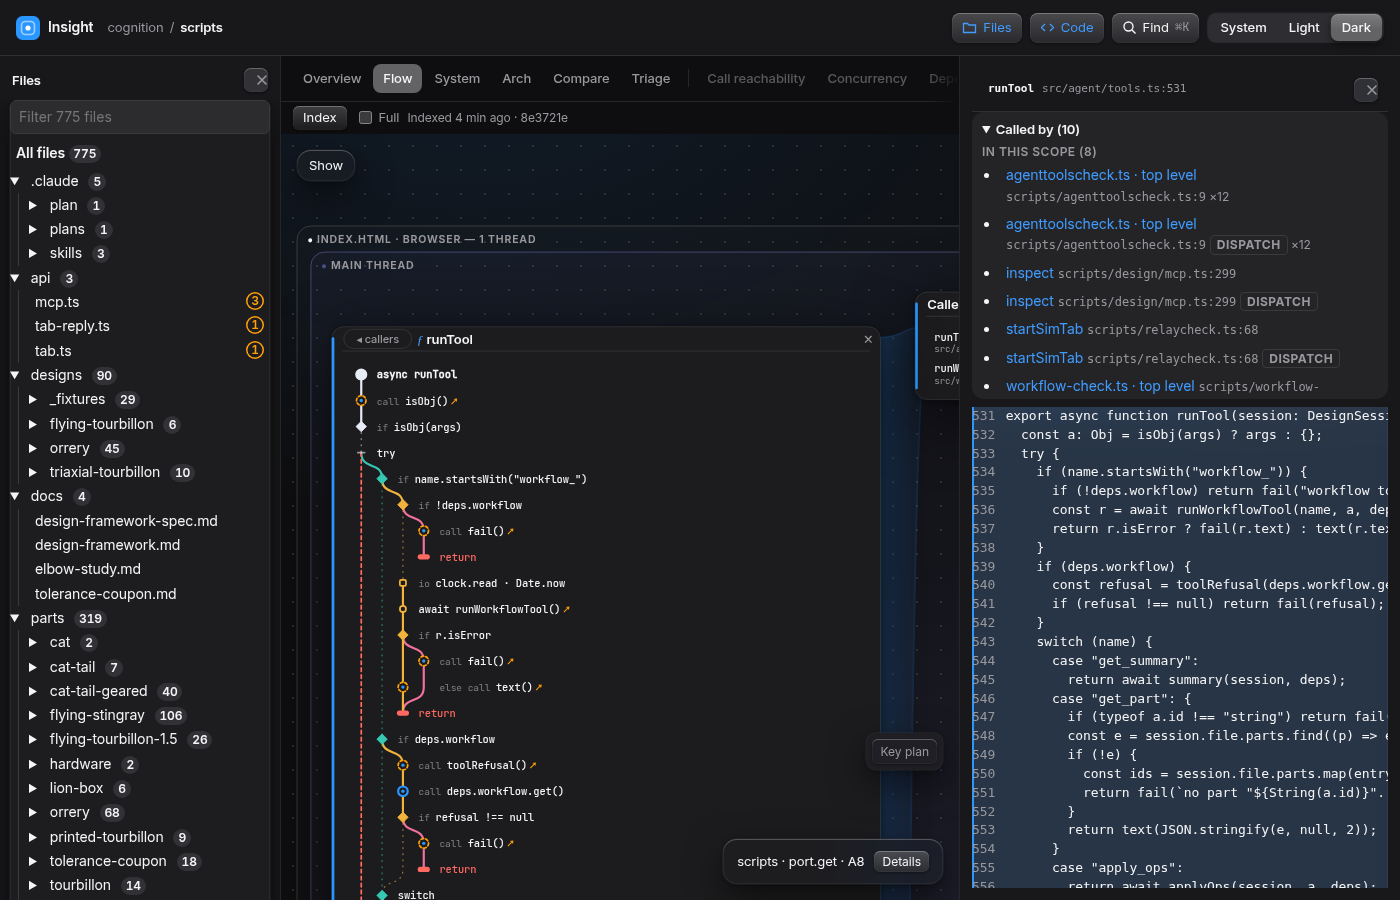 Insight cognition / scripts
Files Code Find ⌘K System Light Dark
Files
Filter 775 files
All files 775
.claude 5
plan 1
plans 1
skills 3
api 3
mcp.ts 3
tab-reply.ts 1
tab.ts 1
designs 90
_fixtures 29
flying-tourbillon 6
orrery 45
triaxial-tourbillon 10
docs 4
design-framework-spec.md
design-framework.md
elbow-study.md
tolerance-coupon.md
parts 319
cat 2
cat-tail 7
cat-tail-geared 40
flying-stingray 106
flying-tourbillon-1.5 26
hardware 2
lion-box 6
orrery 68
printed-tourbillon 9
tolerance-coupon 18
tourbillon 14
Overview Flow System Arch Compare Triage Call reachability Concurrency Dep
Index Full Indexed 4 min ago · 8e3721e
Show
INDEX.HTML · BROWSER — 1 THREAD
MAIN THREAD
◂ callers ƒ runTool ×
async runTool
call isObj() ↗
if isObj(args)
try
if name.startsWith("workflow_")
if !deps.workflow
call fail() ↗
return
io clock.read · Date.now
await runWorkflowTool() ↗
if r.isError
call fail() ↗
else call text() ↗
return
if deps.workflow
call toolRefusal() ↗
call deps.workflow.get()
if refusal !== null
call fail() ↗
return
switch
Calle
runT
src/a
runW
src/w
Key plan
scripts · port.get · A8 Details
runTool src/agent/tools.ts:531
Called by (10)
IN THIS SCOPE (8)
agenttoolscheck.ts · top level
scripts/agenttoolscheck.ts:9 ×12
agenttoolscheck.ts · top level
scripts/agenttoolscheck.ts:9 DISPATCH ×12
inspect scripts/design/mcp.ts:299
inspect scripts/design/mcp.ts:299 DISPATCH
startSimTab scripts/relaycheck.ts:68
startSimTab scripts/relaycheck.ts:68 DISPATCH
workflow-check.ts · top level scripts/workflow-
531 export async function runTool(session: DesignSessi
532 const a: Obj = isObj(args) ? args : {};
533 try {
534 if (name.startsWith("workflow_")) {
535 if (!deps.workflow) return fail("workflow to
536 const r = await runWorkflowTool(name, a, dep
537 return r.isError ? fail(r.text) : text(r.tex
538 }
539 if (deps.workflow) {
540 const refusal = toolRefusal(deps.workflow.ge
541 if (refusal !== null) return fail(refusal);
542 }
543 switch (name) {
544 case "get_summary":
545 return await summary(session, deps);
546 case "get_part": {
547 if (typeof a.id !== "string") return fail(
548 const e = session.file.parts.find((p) => e
549 if (!e) {
550 const ids = session.file.parts.map(entry
551 return fail(`no part "${String(a.id)}".
552 }
553 return text(JSON.stringify(e, null, 2));
554 }
555 case "apply_ops":
556 return await applyOps(session, a, deps);